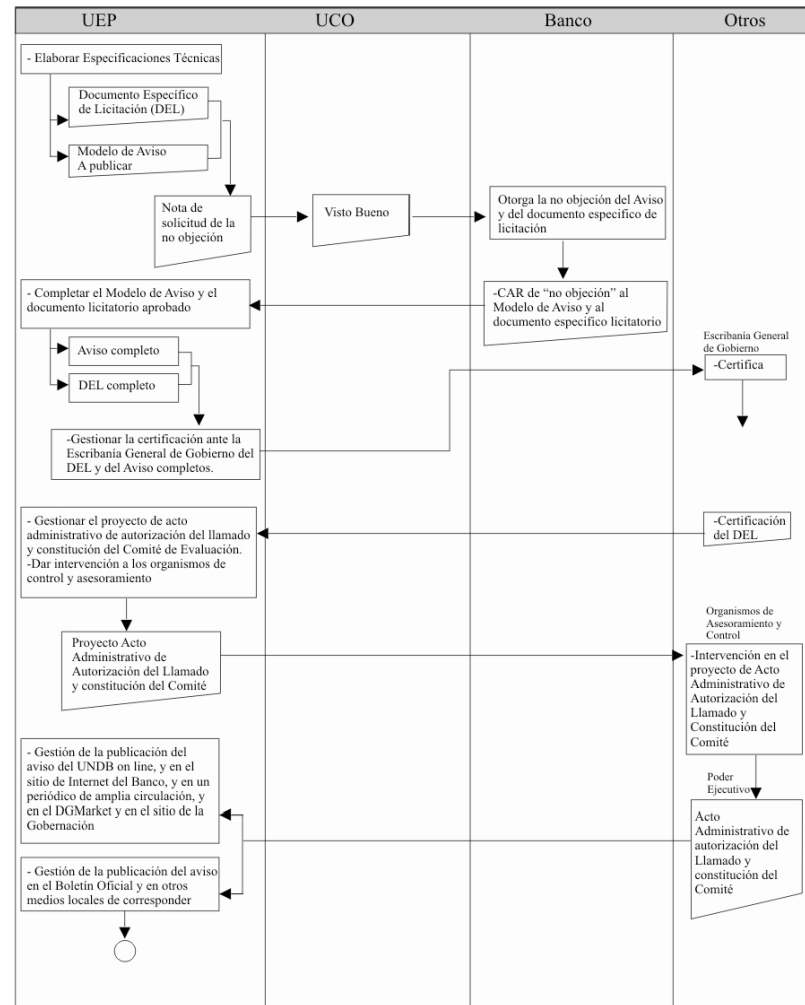 UEP
UCO
Banco
Otros
- Elaborar Especificaciones Técnicas
Documento Específico
de Licitación (DEL)
Modelo de Aviso
A publicar
Nota de
solicitud de la
no objeción
Visto Bueno
Otorga la no objeción del Aviso
y del documento especifico de
licitación
- Completar el Modelo de Aviso y el
documento licitatorio aprobado
-CAR de “no objeción” al
Modelo de Aviso y al
documento especifico licitatorio
Aviso completo
DEL completo
Escribanía General
de Gobierno
-Certifica
-Gestionar la certificación ante la
Escribanía General de Gobierno del
DEL y del Aviso completos.
- Gestionar el proyecto de acto
administrativo de autorización del llamado
y constitución del Comité de Evaluación.
-Dar intervención a los organismos de
control y asesoramiento
-Certificación
del DEL
Proyecto Acto
Administrativo de
Autorización del Llamado
y constitución del Comité
Organismos de
Asesoramiento y
Control
-Intervención en el
proyecto de Acto
Administrativo de
Autorización del
Llamado y
Constitución del
Comité
- Gestión de la publicación del
aviso del UNDB on line, y en el
sitio de Internet del Banco, y en un
periódico de amplia circulación, y
en el DGMarket y en el sitio de la
Gobernación
Poder
Ejecutivo
Acto
Administrativo de
autorización del
Llamado y
constitución del
Comité
- Gestión de la publicación del aviso
en el Boletín Oficial y en otros
medios locales de corresponder